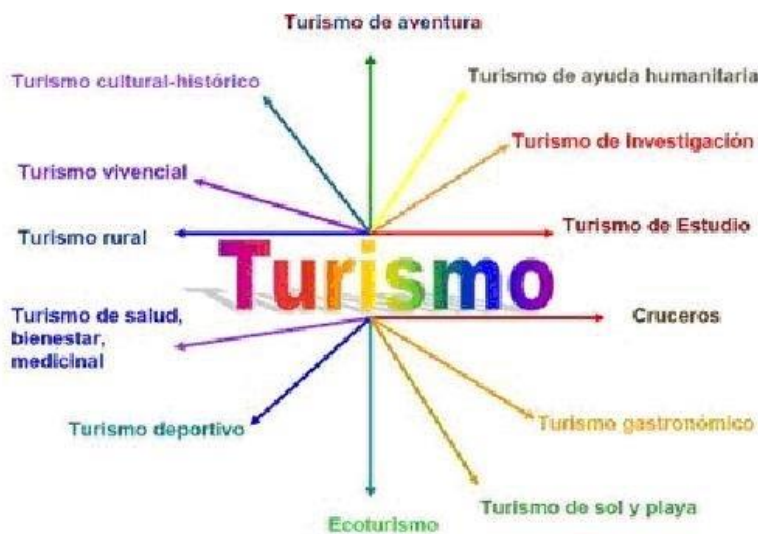 Turismo de aventura
Turismo cultural-histórico
Turismo de ayuda humanitaria
Turismo de Investigación
Turismo vivencial
Turismo rural
Turismo de Estudio
Turismo
Turismo de salud,
bienestar,
medicinal
Cruceros
Turismo deportivo
Turismo gastronómico
Turismo de sol y playa
Ecoturismo